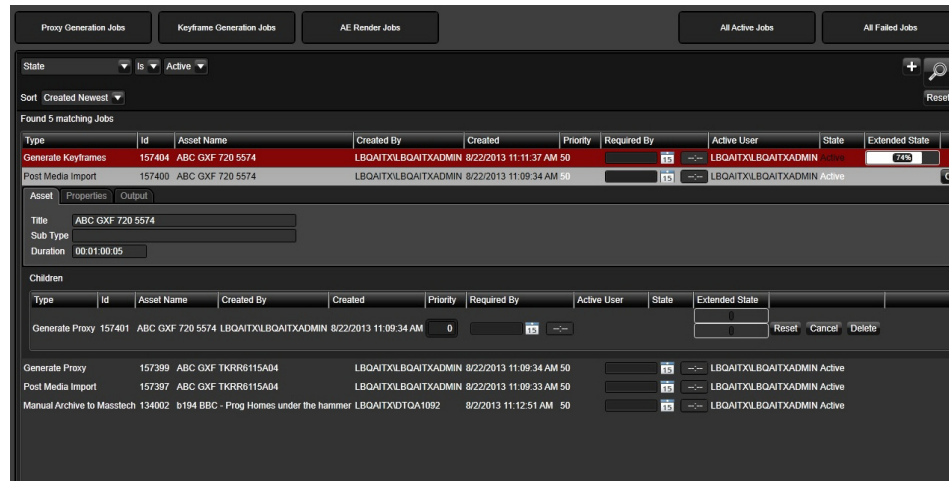 Proxy Generation Jobs Keyframe Generation Jobs AE Render Jobs All Active Jobs All Failed Jobs
State Is Active
Sort Created Newest Reset
Found 5 matching Jobs
Type Id Asset Name Created By Created Priority Required By Active User State Extended State
Generate Keyframes 157404 ABC GXF 720 5574 LBQAITX\LBQAITXADMIN 8/22/2013 11:11:37 AM 50 15 --:-- LBQAITX\LBQAITXADMIN Active 74%
Post Media Import 157400 ABC GXF 720 5574 LBQAITX\LBQAITXADMIN 8/22/2013 11:09:34 AM 50 15 --:-- LBQAITX\LBQAITXADMIN Active
Asset Properties Output
Title ABC GXF 720 5574
Sub Type
Duration 00:01:00:05
Children
Type Id Asset Name Created By Created Priority Required By Active User State Extended State
0
Generate Proxy 157401 ABC GXF 720 5574 LBQAITX\LBQAITXADMIN 8/22/2013 11:09:34 AM 0 15 --:-- 0 Reset Cancel Delete
Generate Proxy 157399 ABC GXF TKRR6115A04 LBQAITX\LBQAITXADMIN 8/22/2013 11:09:34 AM 50 15 --:-- LBQAITX\LBQAITXADMIN Active
Post Media Import 157397 ABC GXF TKRR6115A04 LBQAITX\LBQAITXADMIN 8/22/2013 11:09:33 AM 50 15 --:-- LBQAITX\LBQAITXADMIN Active
Manual Archive to Masstech 134002 b194 BBC - Prog Homes under the hammer LBQAITX\DTQA1092 8/2/2013 11:12:51 AM 50 15 --:-- LBQAITX\LBQAITXADMIN Active